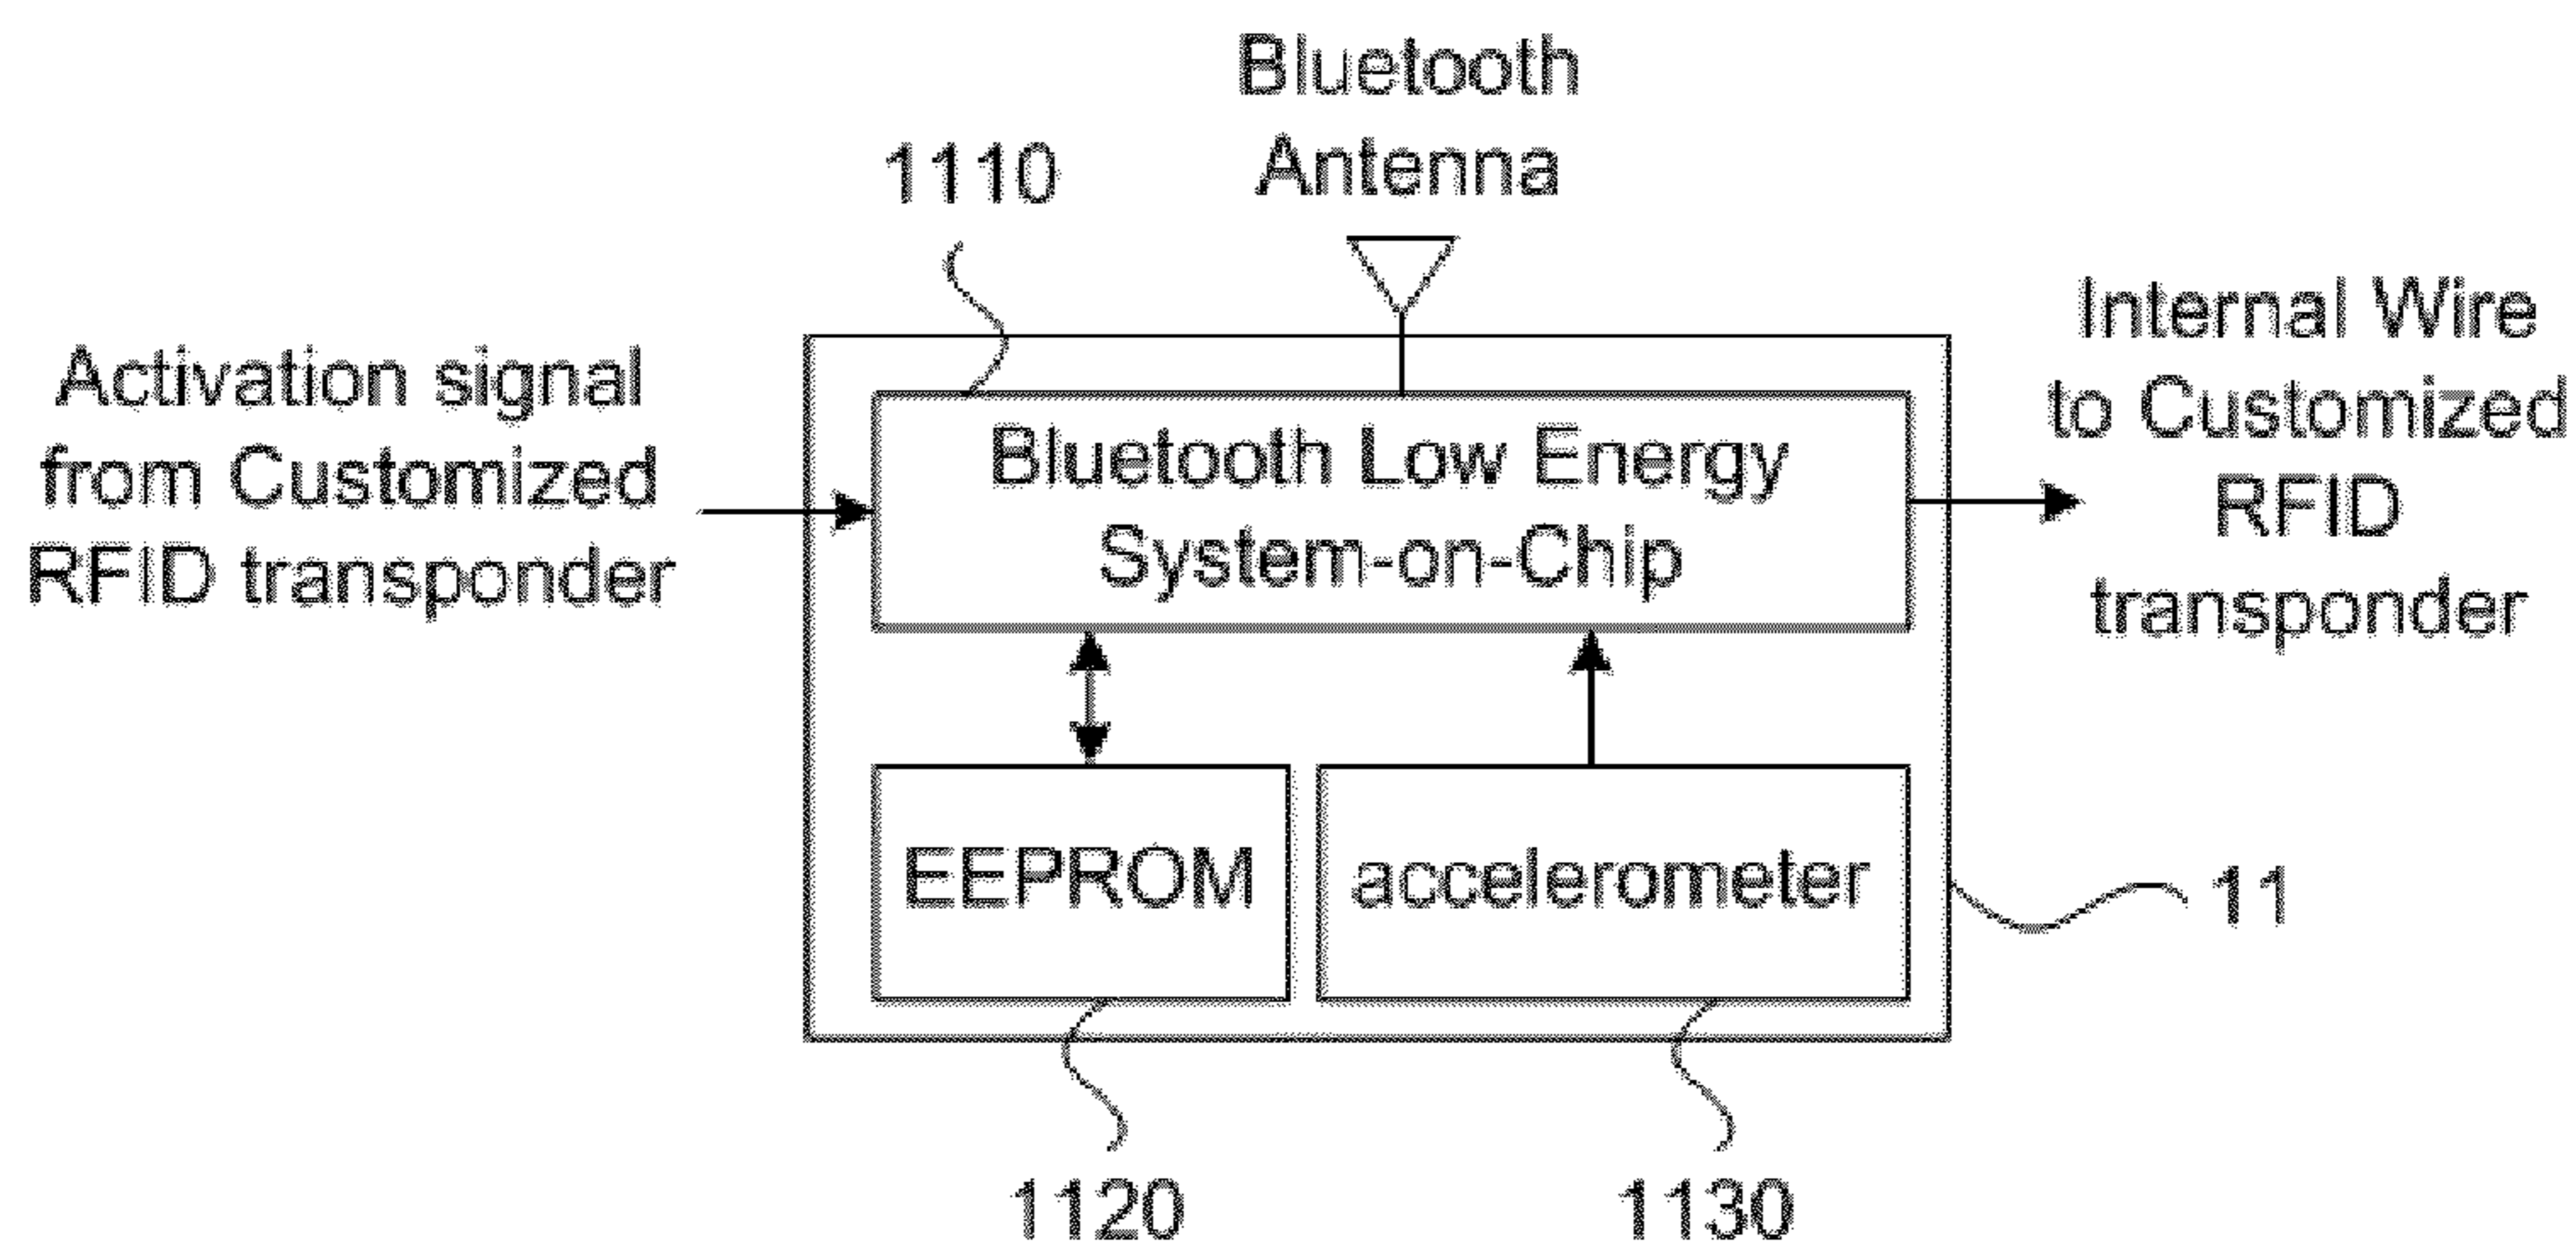 Bluetooth
Antenna
1110
Activation signal
from Customized
RFID transponder
Internal Wire
to Customized
RFID
transponder
Bluetooth Low Energy
System-on-Chip
EEPROM
accelerometer
11
1120
1130